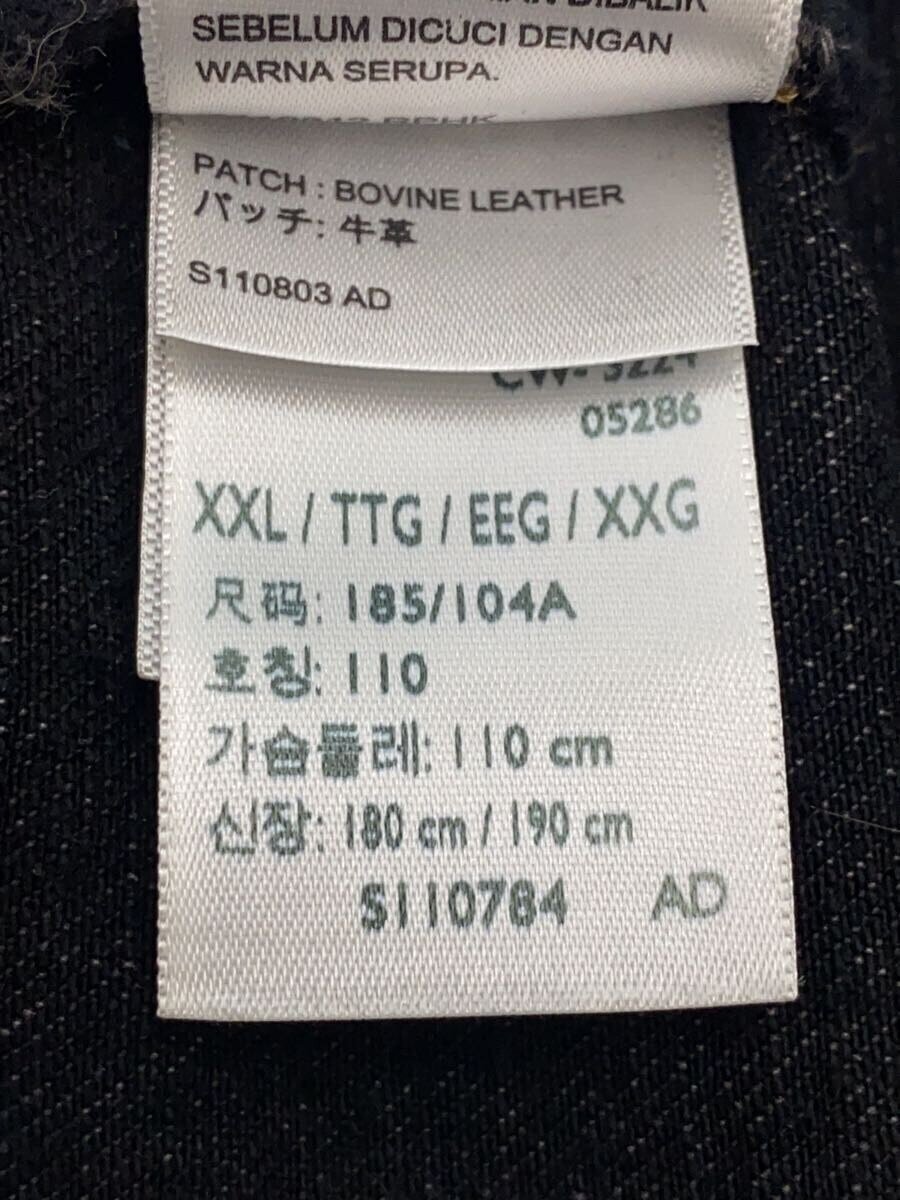 SEBELUM DICUCI DENGAN
WARNA SERUPA.
PATCH : BOVINE LEATHER
パッチ: 牛革
S110803 AD
05286
XXL / TTG / EEG / XXG
尺码: 185/104A
호칭: 110
가슴둘레: 110 cm
신장: 180 cm / 190 cm
S110784 AD